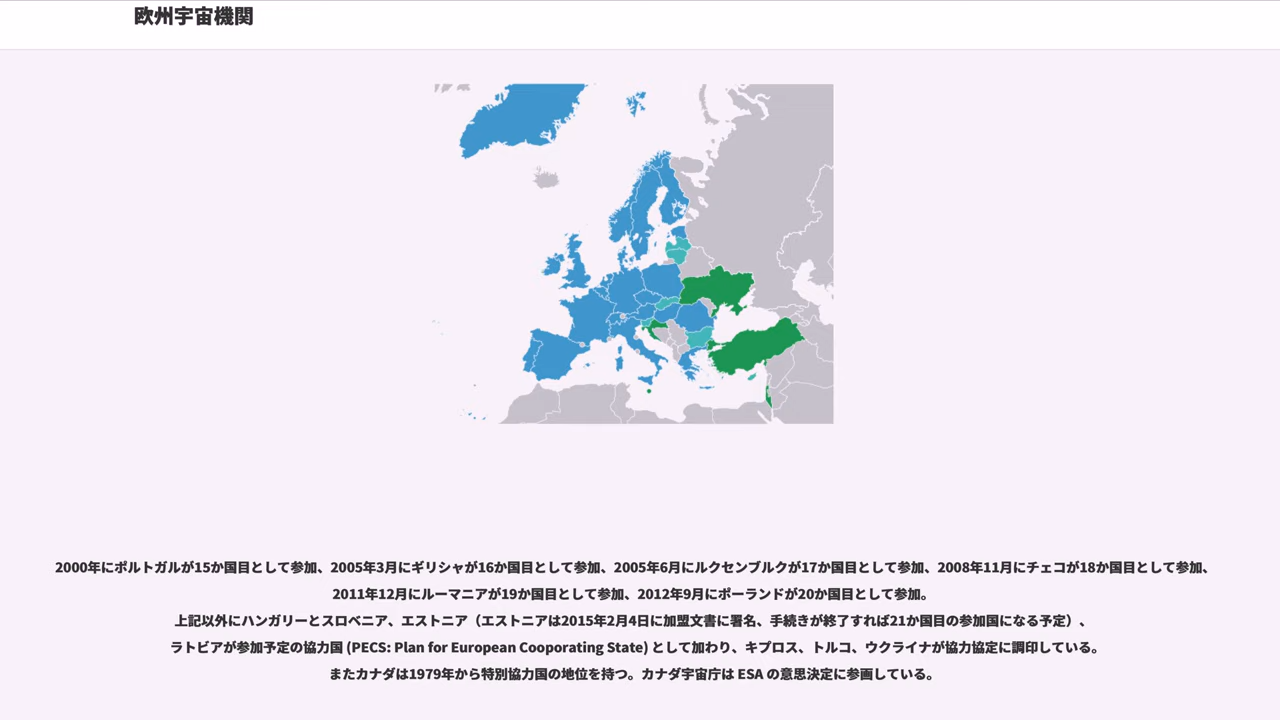 欧州宇宙機関
2000年にポルトガルが15か国目として参加、2005年3月にギリシャが16か国目として参加、2005年6月にルクセンブルクが17か国目として参加、2008年11月にチェコが18か国目として参加、
2011年12月にルーマニアが19か国目として参加、2012年9月にポーランドが20か国目として参加。
上記以外にハンガリーとスロベニア、エストニア（エストニアは2015年2月4日に加盟文書に署名、手続きが終了すれば21か国目の参加国になる予定）、
ラトビアが参加予定の協力国 (PECS: Plan for European Cooporating State) として加わり、キプロス、トルコ、ウクライナが協力協定に調印している。
またカナダは1979年から特別協力国の地位を持つ。カナダ宇宙庁は ESA の意思決定に参画している。